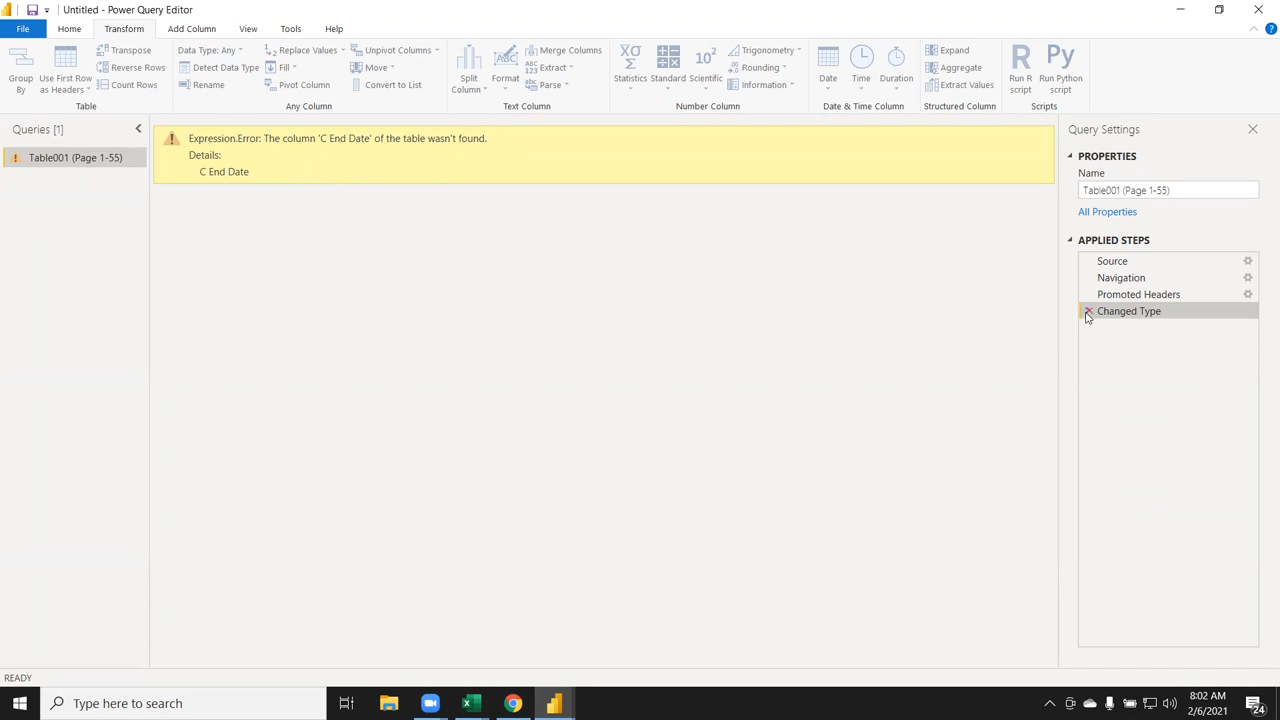 Untitled - Power Query Editor
File Home Transform Add Column View Tools Help
Group By
Use First Row as Headers
Transpose
Reverse Rows
Count Rows
Table
Data Type: Any
Detect Data Type
Rename
Replace Values
Fill
Pivot Column
Unpivot Columns
Move
Convert to List
Any Column
Split Column
Format
Merge Columns
Extract
Parse
Text Column
Statistics
Standard
Scientific
Trigonometry
Rounding
Information
Number Column
Date
Time
Duration
Date & Time Column
Expand
Aggregate
Extract Values
Structured Column
Run R script
Run Python script
Scripts
Queries [1]
Table001 (Page 1-55)
Expression.Error: The column 'C End Date' of the table wasn't found.
Details:
C End Date
Query Settings
PROPERTIES
Name
Table001 (Page 1-55)
All Properties
APPLIED STEPS
Source
Navigation
Promoted Headers
Changed Type
READY
Type here to search
8:02 AM
2/6/2021
24